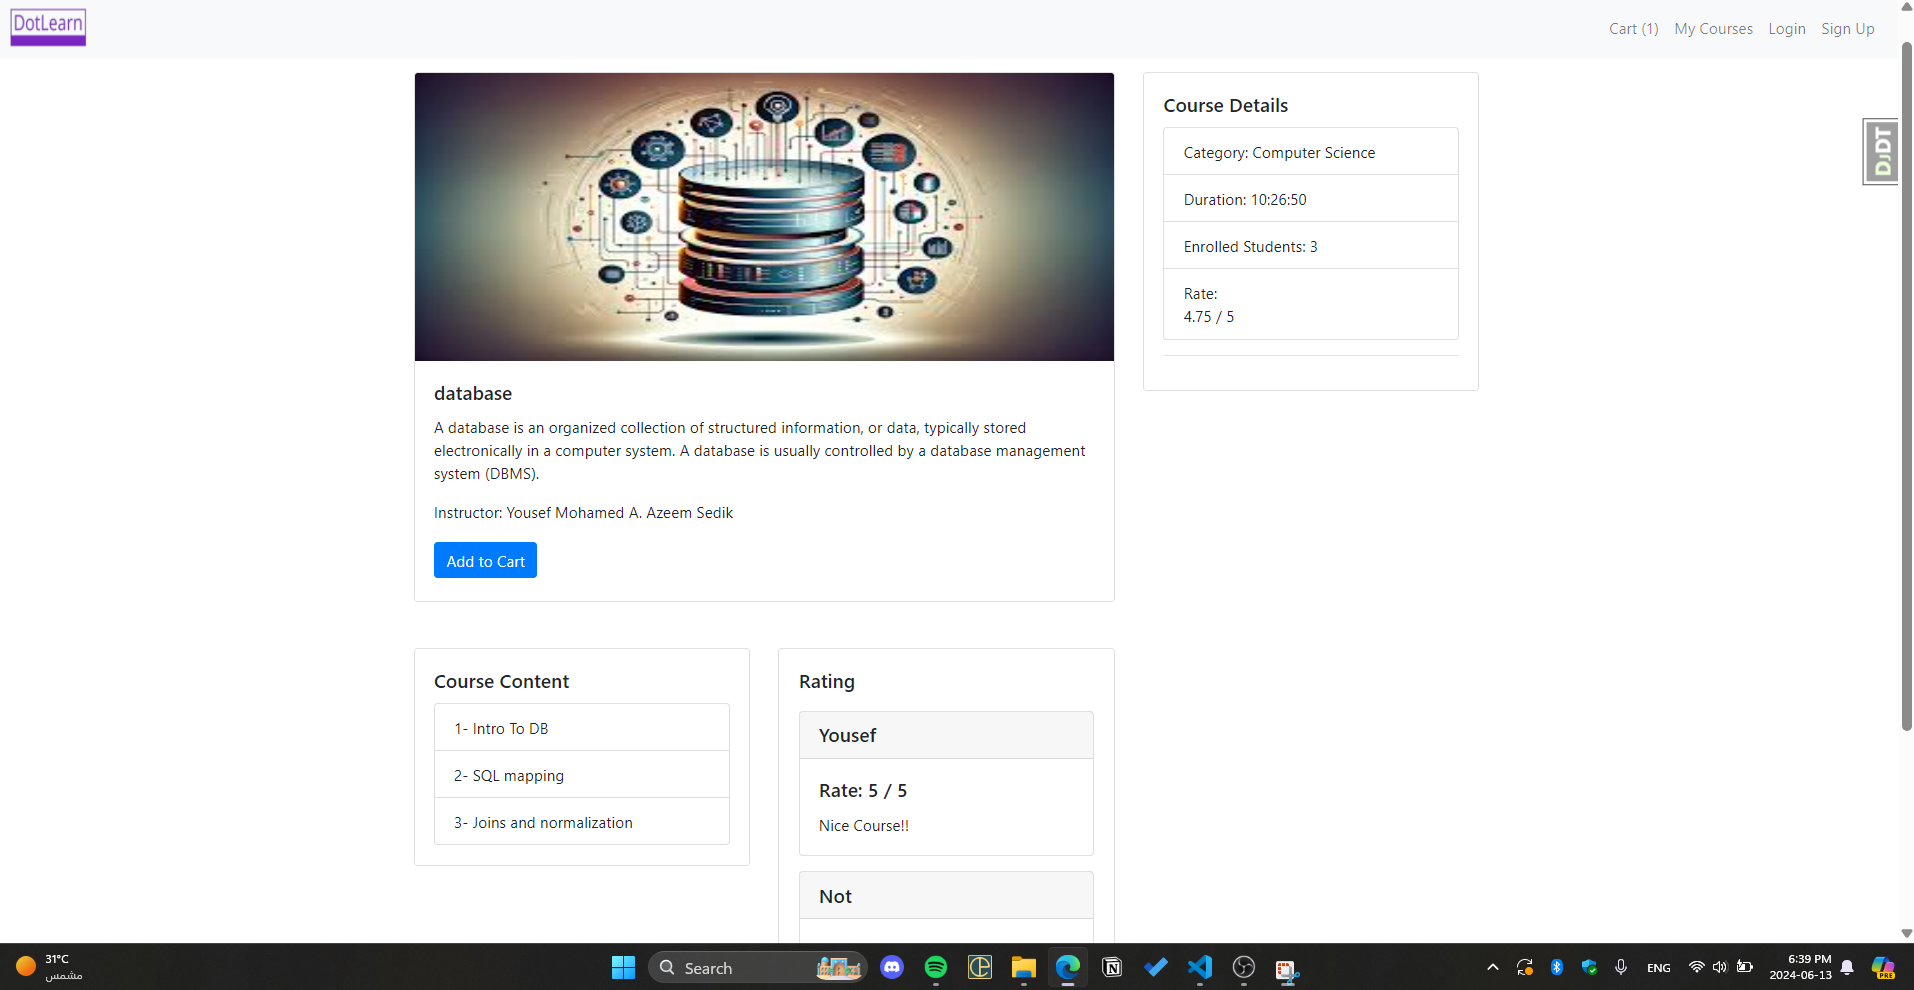 DotLearn
Cart (1) My Courses Login Sign Up
database
A database is an organized collection of structured information, or data, typically stored
electronically in a computer system. A database is usually controlled by a database management
system (DBMS).
Instructor: Yousef Mohamed A. Azeem Sedik
Add to Cart
Course Details
Category: Computer Science
Duration: 10:26:50
Enrolled Students: 3
Rate:
4.75 / 5
DJDT
Course Content
1- Intro To DB
2- SQL mapping
3- Joins and normalization
Rating
Yousef
Rate: 5 / 5
Nice Course!!
Not
31°C
مشمس
Search
ENG
6:39 PM
2024-06-13
PRE